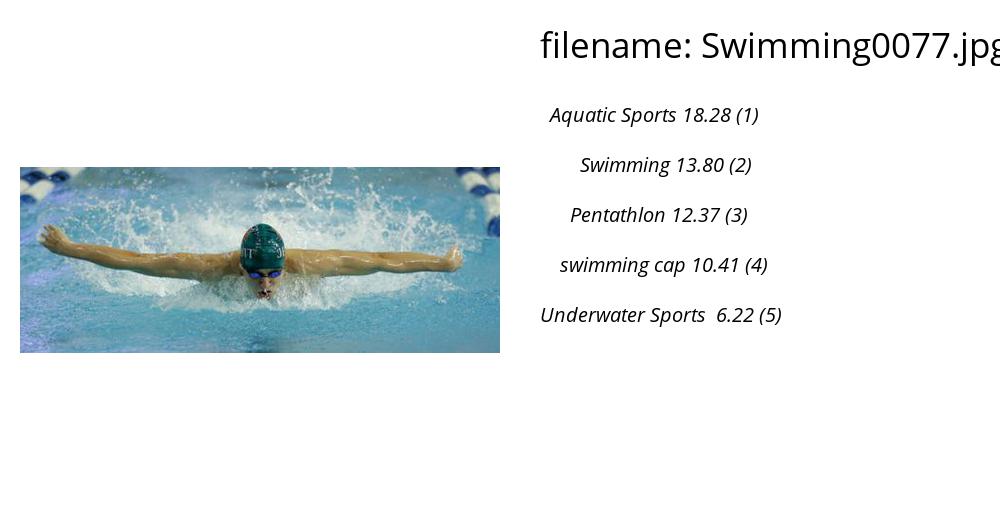 filename: Swimming0077.jpg
Aquatic Sports 18.28 (1)
Swimming 13.80 (2)
Pentathlon 12.37 (3)
swimming cap 10.41 (4)
Underwater Sports 6.22 (5)